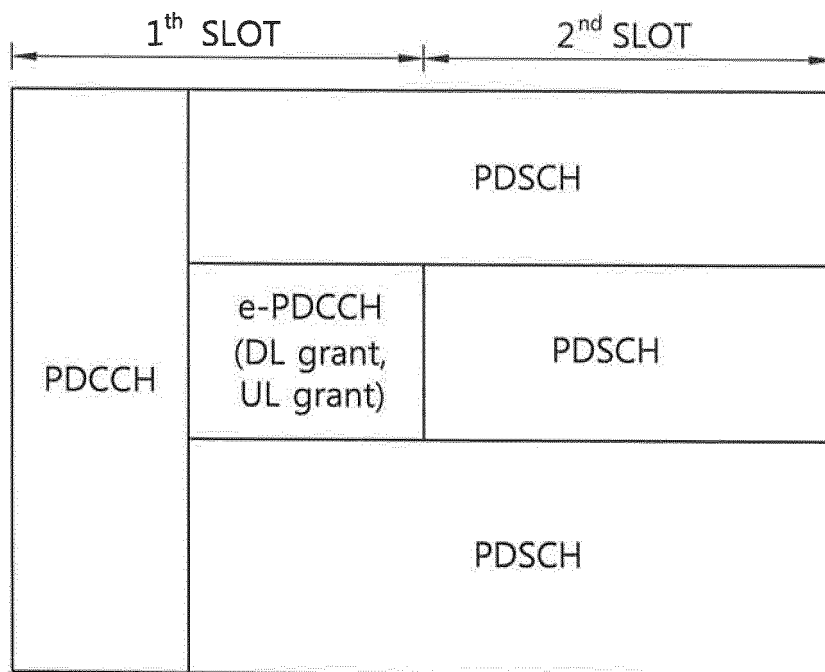 1th SLOT
2nd SLOT
PDSCH
e-PDCCH
(DL grant,
UL grant)
PDCCH
PDSCH
PDSCH